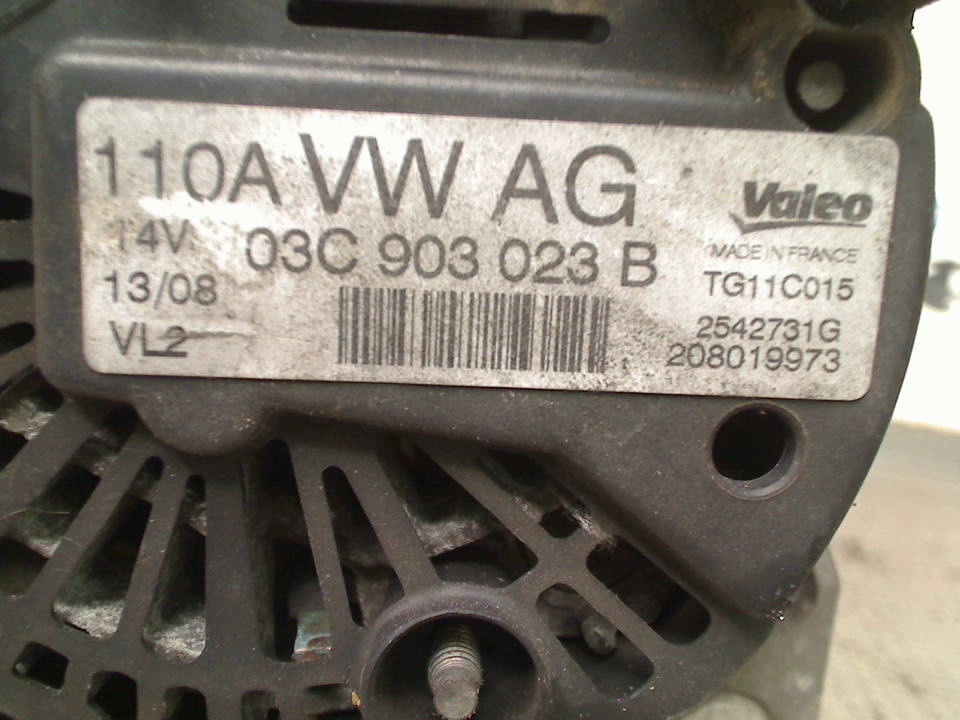 110A VW AG
Valeo
14V 03C 903 023 B
MADE IN FRANCE
13/08
TG11C015
VL2
2542731G
208019973